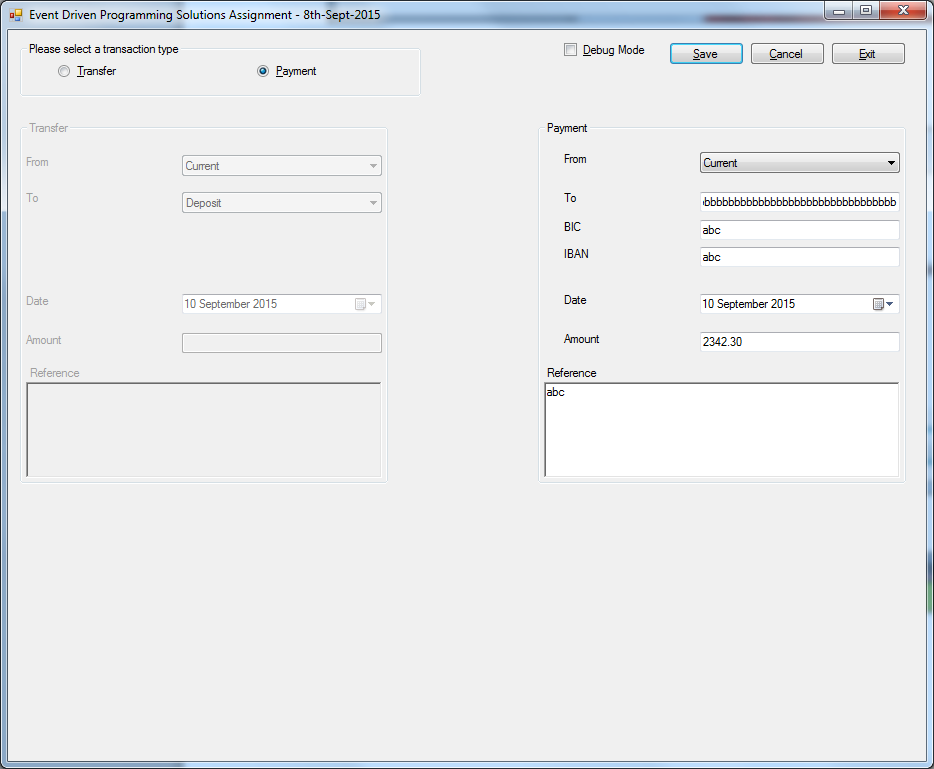 Event Driven Programming Solutions Assignment - 8th-Sept-2015
Please select a transaction type
Transfer
Payment
Debug Mode
Save
Cancel
Exit
Transfer
From
Current
To
Deposit
Date
10 September 2015
Amount
Reference
Payment
From
Current
To
BIC
abc
IBAN
abc
Date
10 September 2015
Amount
2342.30
Reference
abc